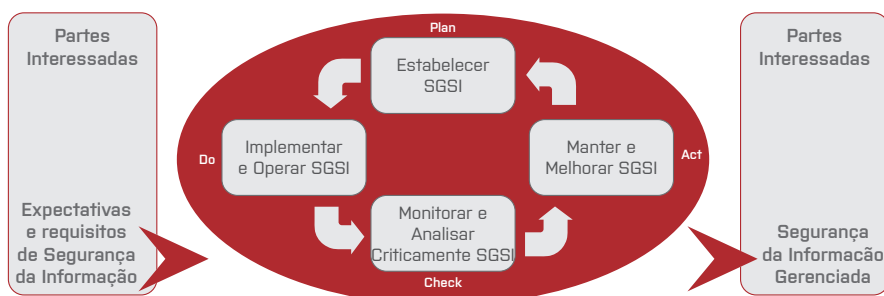 Partes
Interessadas
Expectativas
e requisitos
de Segurança
da Informação
Plan
Estabelecer
SGSI
Do
Implementar
e Operar SGSI
Manter e
Melhorar SGSI
Act
Monitorar e
Analisar
Criticamente SGSI
Check
Partes
Interessadas
Segurança
da Informacão
Gerenciada